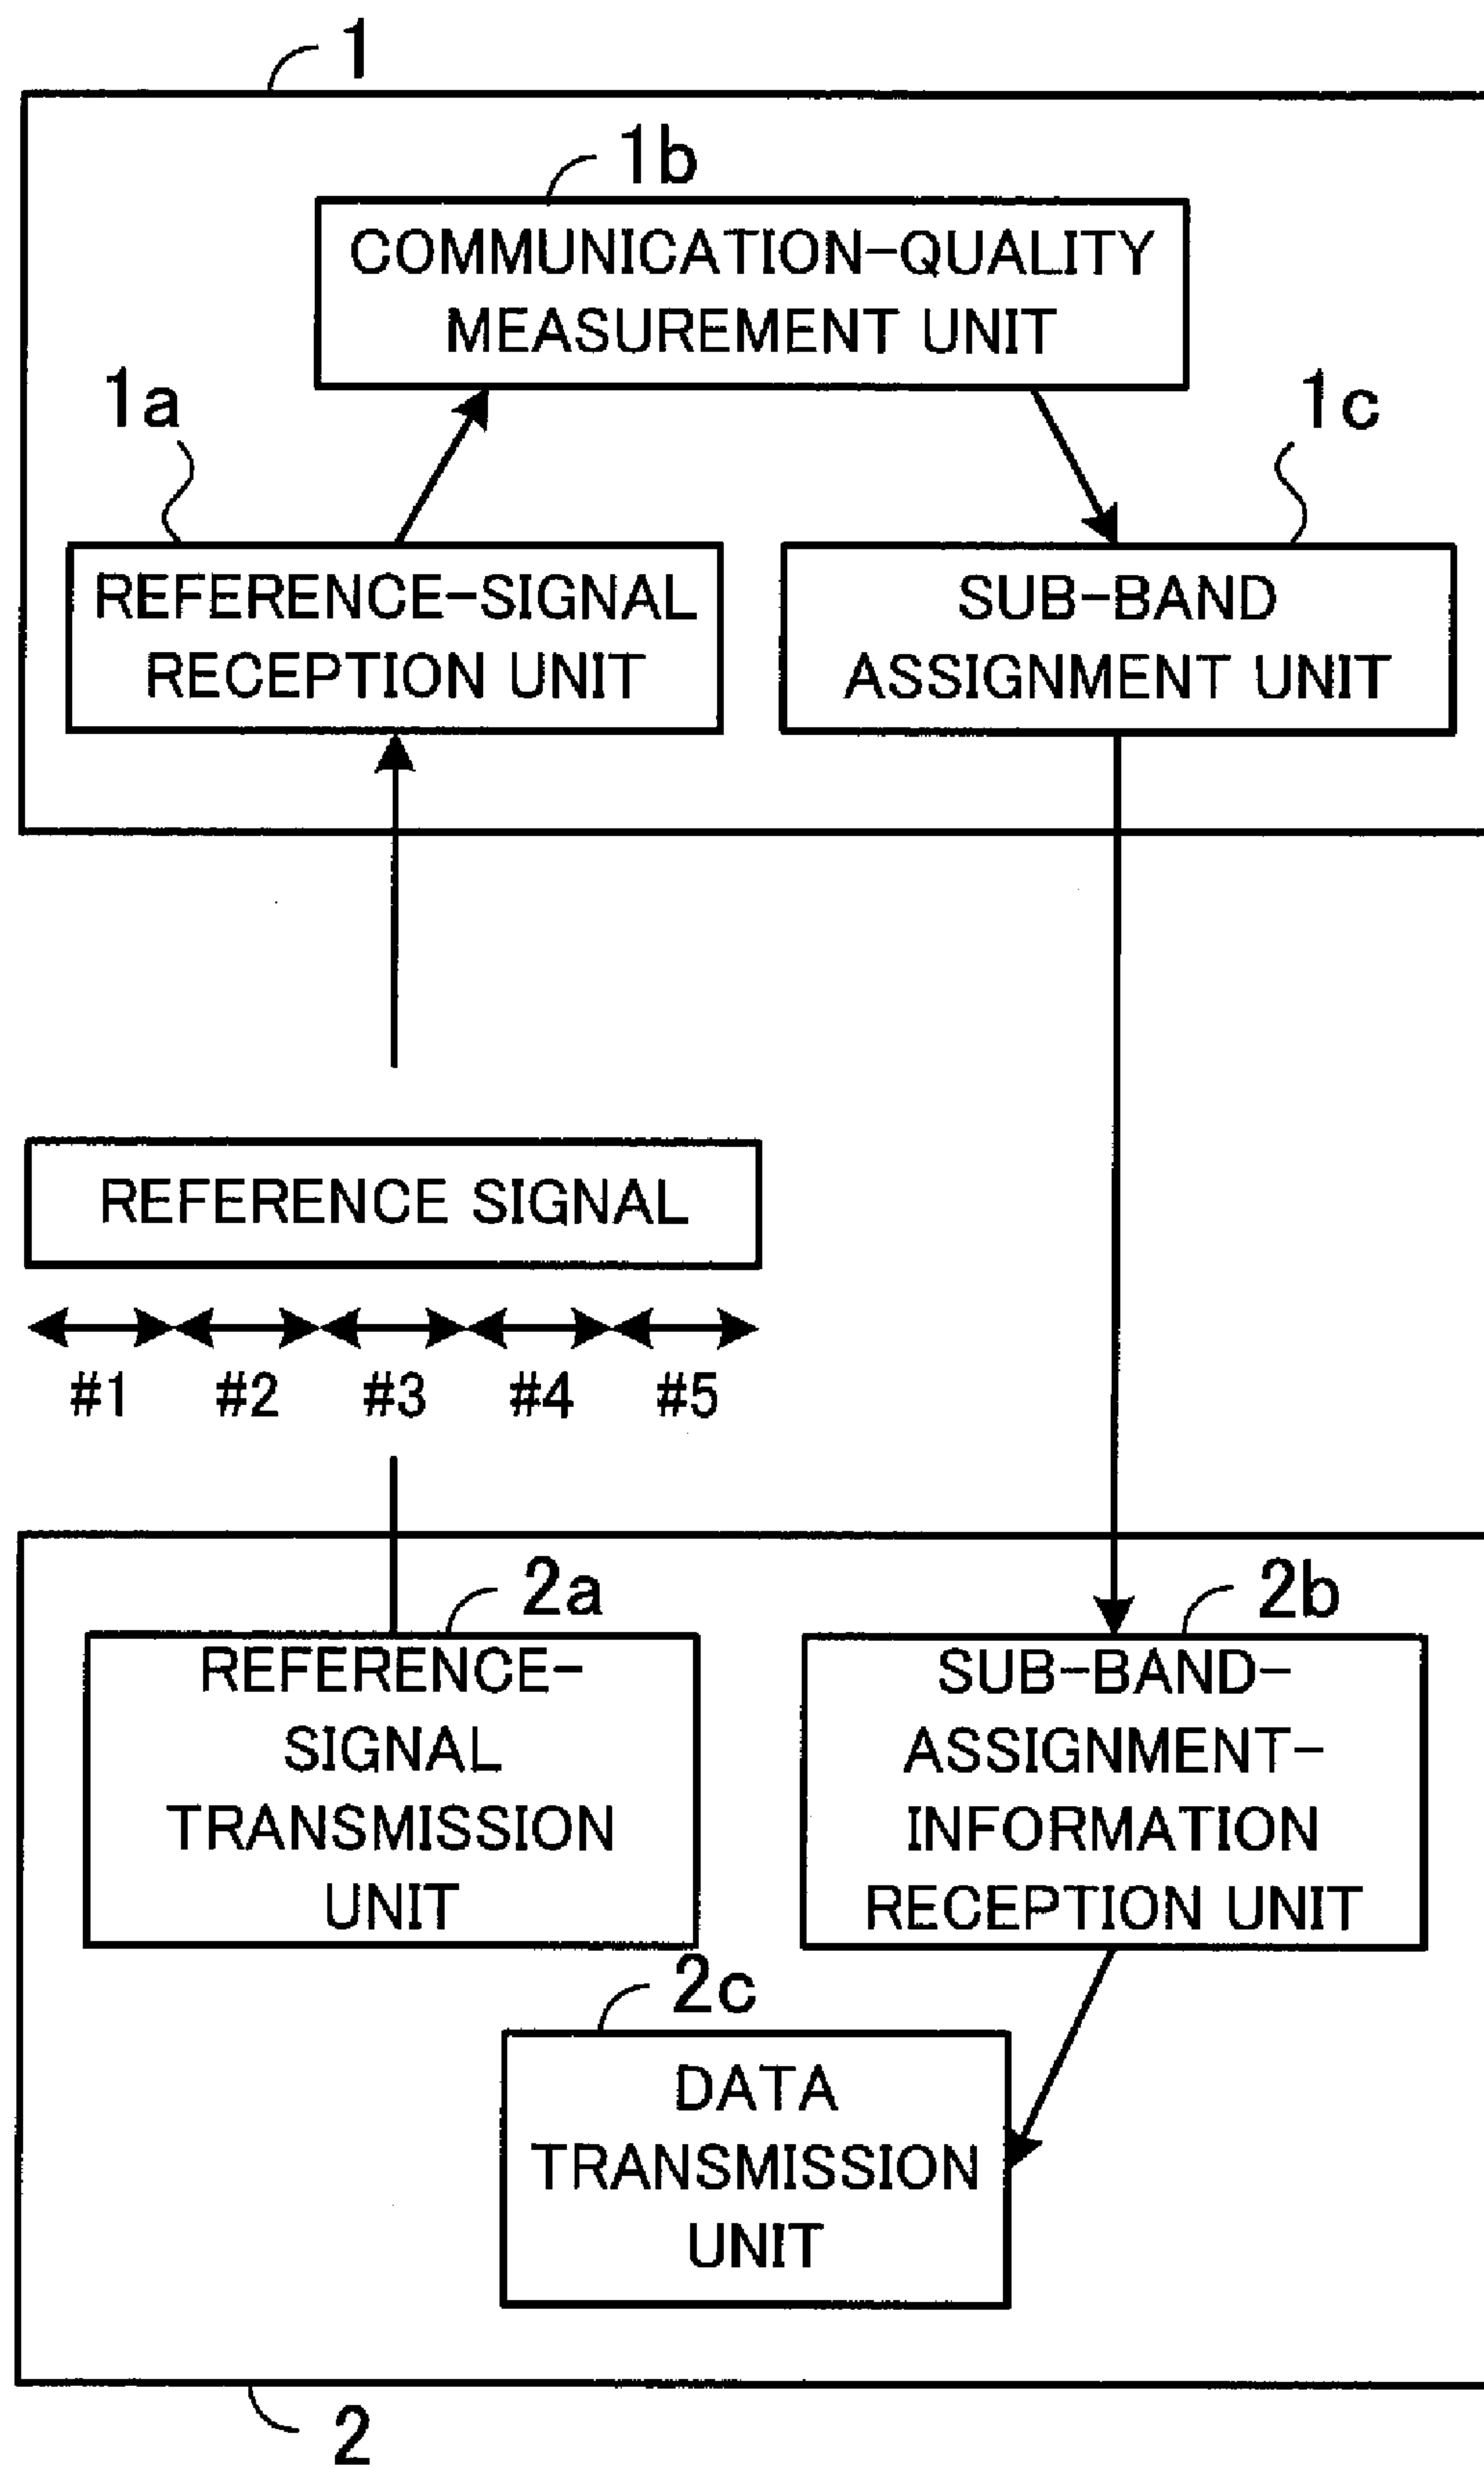 1
1b
COMMUNICATION-QUALITY
MEASUREMENT UNIT
1a
1c
REFERENCE-SIGNAL
RECEPTION UNIT
SUB-BAND
ASSIGNMENT UNIT
REFERENCE SIGNAL
#1 #2 #3 #4 #5
2a
2b
REFERENCE-
SIGNAL
TRANSMISSION
UNIT
SUB-BAND-
ASSIGNMENT-
INFORMATION
RECEPTION UNIT
2c
DATA
TRANSMISSION
UNIT
2